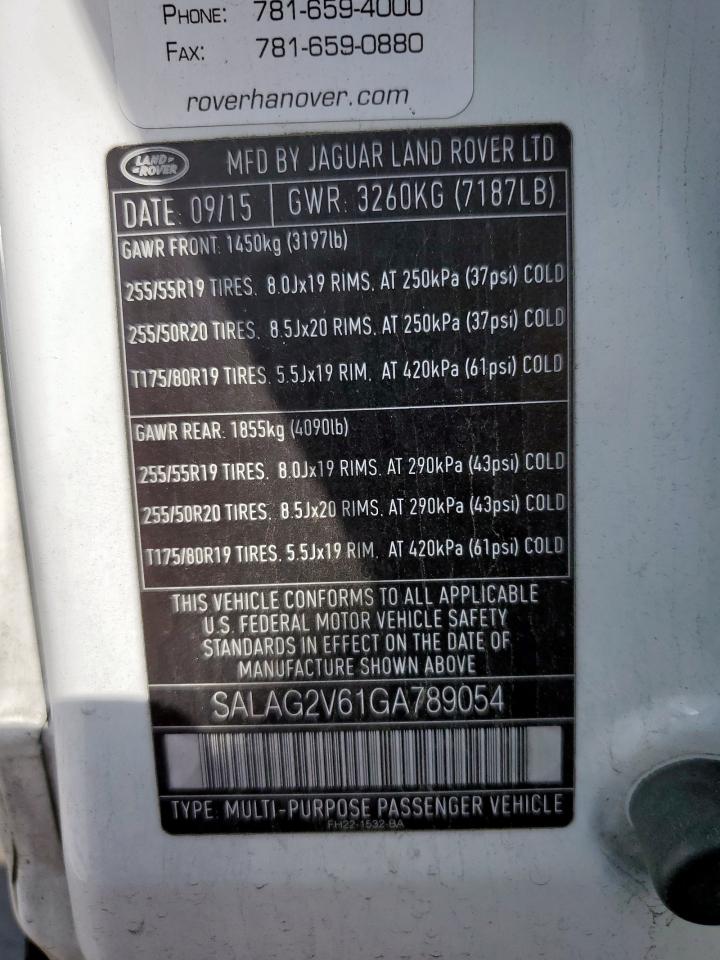 PHONE: 781-659-4000
FAX: 781-659-0880
roverhanover.com
LAND ROVER MFD BY JAGUAR LAND ROVER LTD
DATE: 09/15 GWR: 3260KG (7187LB)
GAWR FRONT: 1450kg (3197lb)
255/55R19 TIRES, 8.0Jx19 RIMS, AT 250kPa (37psi) COLD
255/50R20 TIRES, 8.5Jx20 RIMS, AT 250kPa (37psi) COLD
T175/80R19 TIRES, 5.5Jx19 RIM, AT 420kPa (61psi) COLD
GAWR REAR: 1855kg (4090lb)
255/55R19 TIRES, 8.0Jx19 RIMS, AT 290kPa (43psi) COLD
255/50R20 TIRES, 8.5Jx20 RIMS, AT 290kPa (43psi) COLD
T175/80R19 TIRES, 5.5Jx19 RIM, AT 420kPa (61psi) COLD
THIS VEHICLE CONFORMS TO ALL APPLICABLE
U.S. FEDERAL MOTOR VEHICLE SAFETY
STANDARDS IN EFFECT ON THE DATE OF
MANUFACTURE SHOWN ABOVE
SALAG2V61GA789054
TYPE: MULTI-PURPOSE PASSENGER VEHICLE
FH22-1532-BA